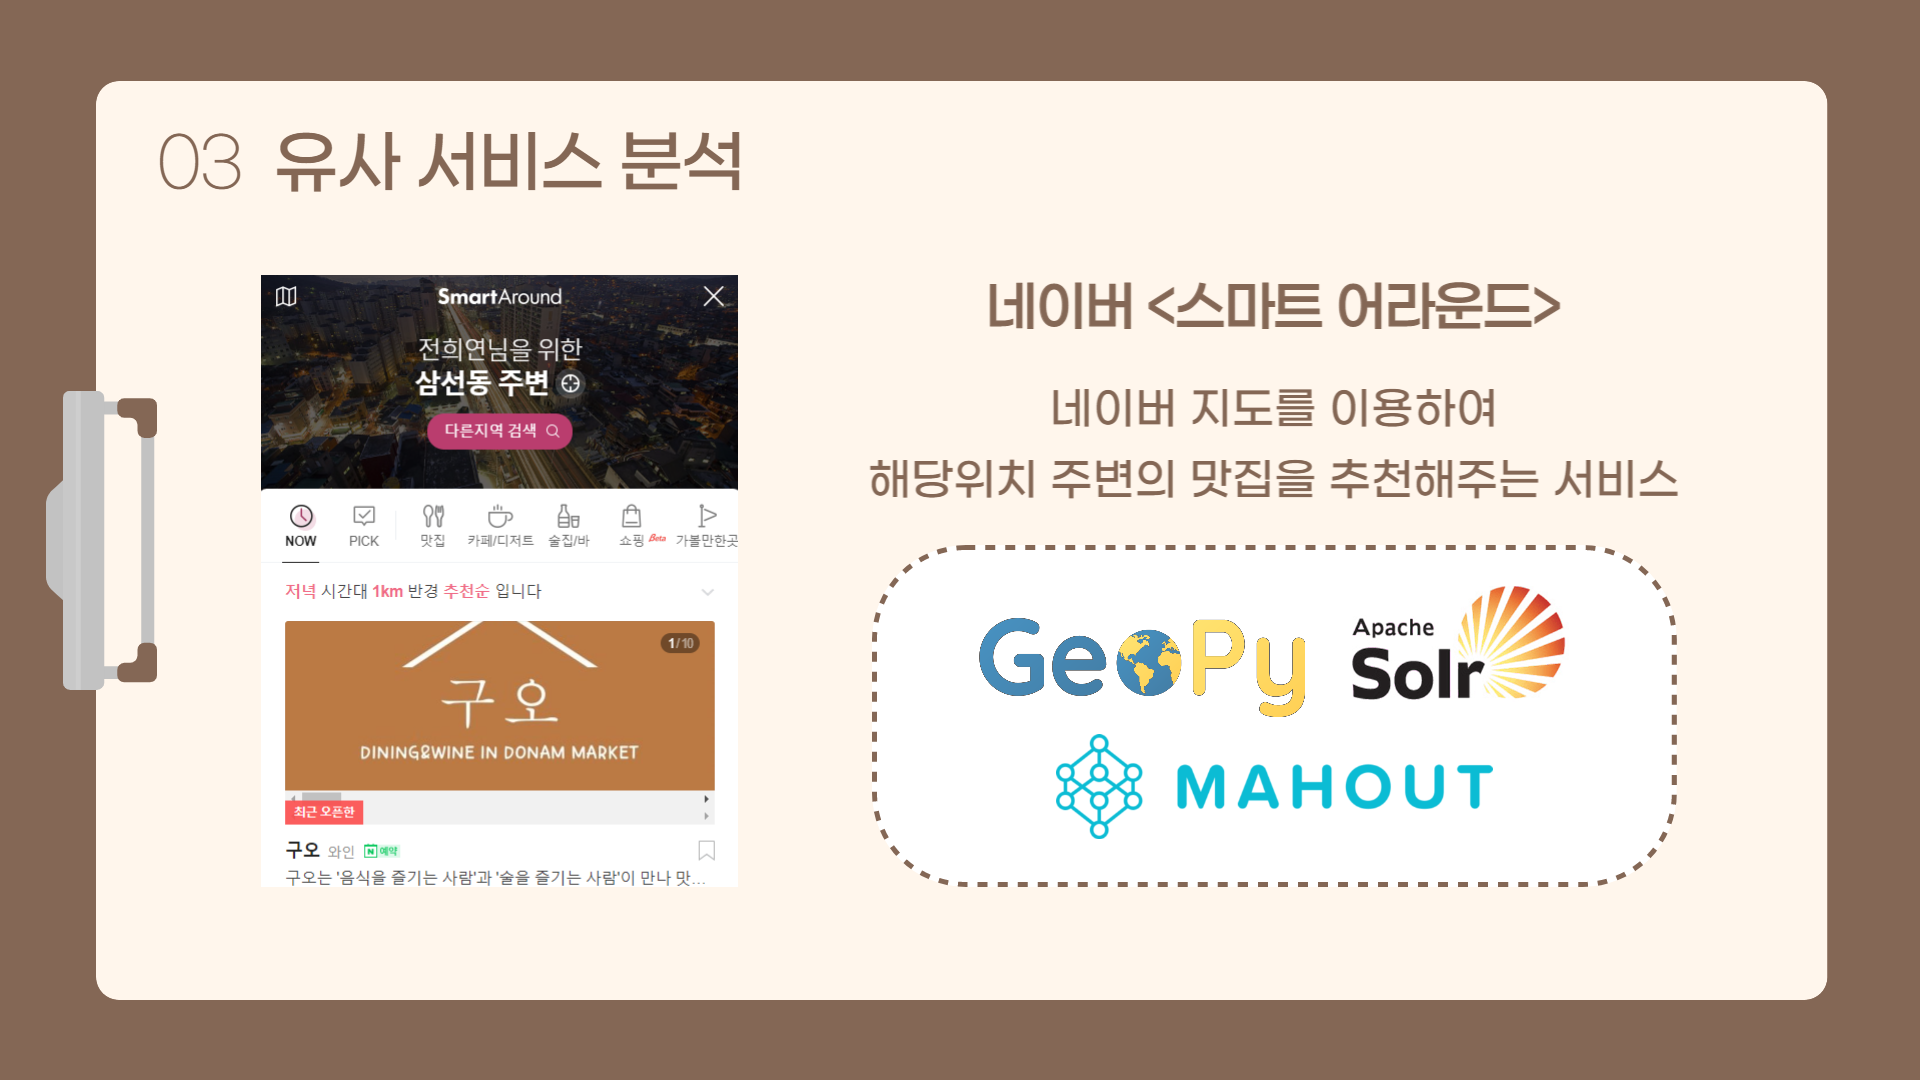 03 유사 서비스 분석
SmartAround
전희연님을 위한
삼선동 주변
다른지역 검색
NOW PICK 맛집 카페/디저트 술집/바 쇼핑 Beta 가볼만한곳
저녁 시간대 1km 반경 추천순 입니다
1/10
구오
DINING&WINE IN DONAM MARKET
최근 오픈한
구오 와인 N예약
구오는 '음식을 즐기는 사람'과 '술을 즐기는 사람'이 만나 맛...
네이버 <스마트 어라운드>
네이버 지도를 이용하여
해당위치 주변의 맛집을 추천해주는 서비스
GeoPy
Apache
Solr
MAHOUT